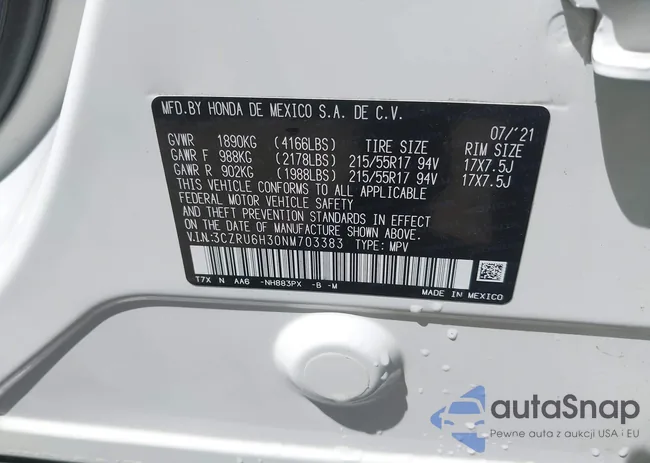 MFD.BY HONDA DE MEXICO S.A. DE C.V.
07/'21
GVWR 1890KG (4166LBS) TIRE SIZE RIM SIZE
GAWR F 988KG (2178LBS) 215/55R17 94V 17X7.5J
GAWR R 902KG (1988LBS) 215/55R17 94V 17X7.5J
THIS VEHICLE CONFORMS TO ALL APPLICABLE
FEDERAL MOTOR VEHICLE SAFETY
AND THEFT PREVENTION STANDARDS IN EFFECT
ON THE DATE OF MANUFACTURE SHOWN ABOVE.
V.I.N:3CZRU6H30NM703383 TYPE: MPV
T7X N AA6 -NH883PX -B -M
MADE IN MEXICO
autaSnap
Pewne auta z aukcji USA i EU